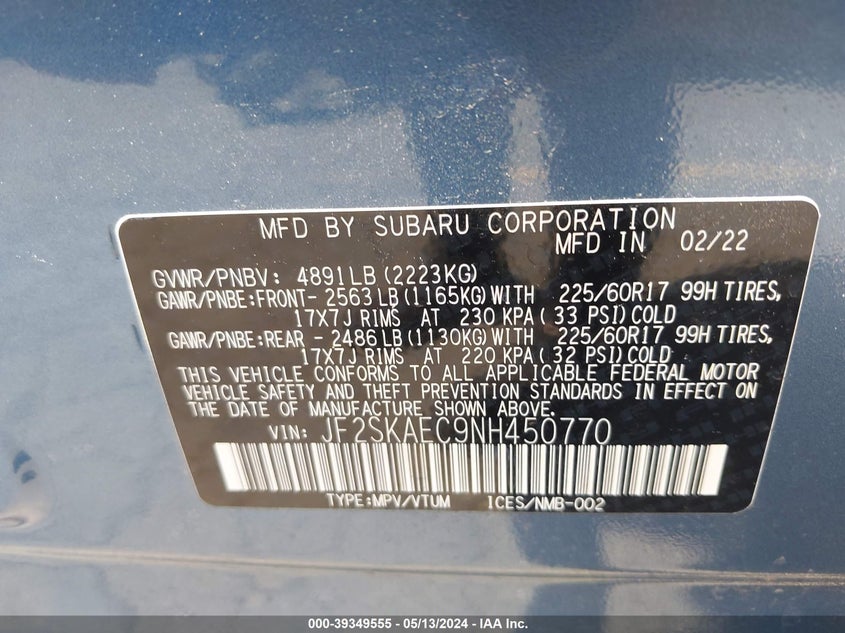 MFD BY SUBARU CORPORATION
MFD IN 02/22
GVWR/PNBV: 4891LB (2223KG)
GAWR/PNBE:FRONT- 2563LB (1165KG) WITH 225/60R17 99H TIRES,
17X7J RIMS AT 230 KPA ( 33 PSI) COLD
GAWR/PNBE:REAR - 2486LB (1130KG) WITH 225/60R17 99H TIRES,
17X7J RIMS AT 220 KPA ( 32 PSI) COLD
THIS VEHICLE CONFORMS TO ALL APPLICABLE FEDERAL MOTOR
VEHICLE SAFETY AND THEFT PREVENTION STANDARDS IN EFFECT ON
THE DATE OF MANUFACTURE SHOWN ABOVE.
VIN: JF2SKAEC9NH450770
TYPE:MPV/VTUM ICES/NMB-002
000-39349555 - 05/13/2024 - IAA Inc.